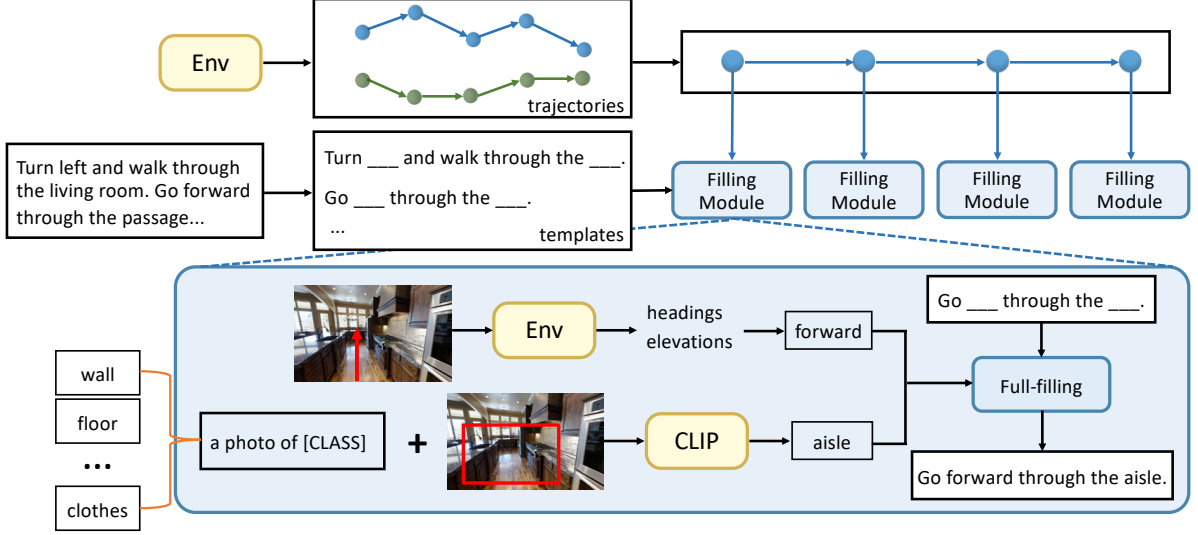 Env
trajectories
Turn left and walk through
the living room. Go forward
through the passage...
Turn ___ and walk through the ___.
Go ___ through the ___.
...
templates
Filling
Module
Filling
Module
Filling
Module
Filling
Module
Env
headings
elevations
forward
Go ___ through the ___.
Full-filling
wall
floor
...
clothes
a photo of [CLASS]
+
CLIP
aisle
Go forward through the aisle.